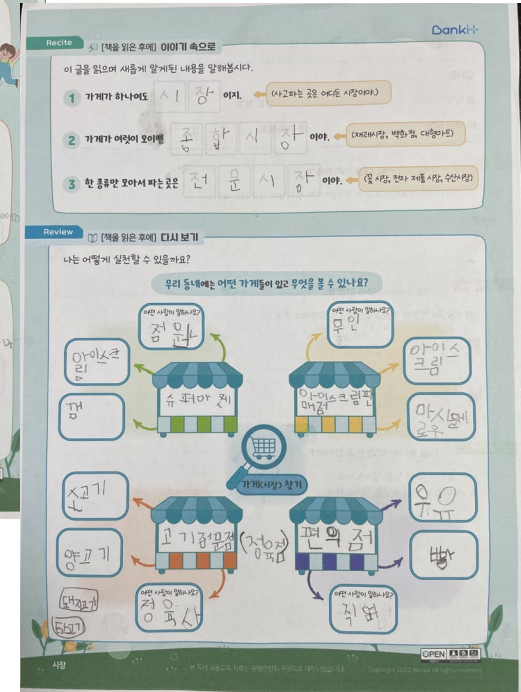 Banki+
Recite [책을 읽은 후에] 이야기 속으로
이 글을 읽으며 새롭게 알게된 내용을 말해봅시다.
1 가게가 하나여도 시장 이지. (사고파는 곳은 어디든 시장이야.)
2 가게가 여럿이 모이면 종합시장 이야. (재래시장, 백화점, 대형마트)
3 한 종류만 모아서 파는 곳은 전문시장 이야. (꽃 시장, 전자 제품 시장, 수산시장)
Review [책을 읽은 후에] 다시 보기
나는 어떻게 실천할 수 있을까요?
우리 동네에는 어떤 가게들이 있고 무엇을 볼 수 있나요?
어떤 사람이 일하나요?
점원
아이스크
림
껌
슈퍼마켓
어떤 사람이 일하나요?
무인
아이스
크림
마시멜
로우
아이스크림판
매점
가게(시장) 찾기
소고기
양고기
돼지고기
닭고기
고기전문점 (정육점)
어떤 사람이 일하나요?
정육사
편의점
우유
빵
어떤 사람이 일하나요?
직원
시장
OPEN